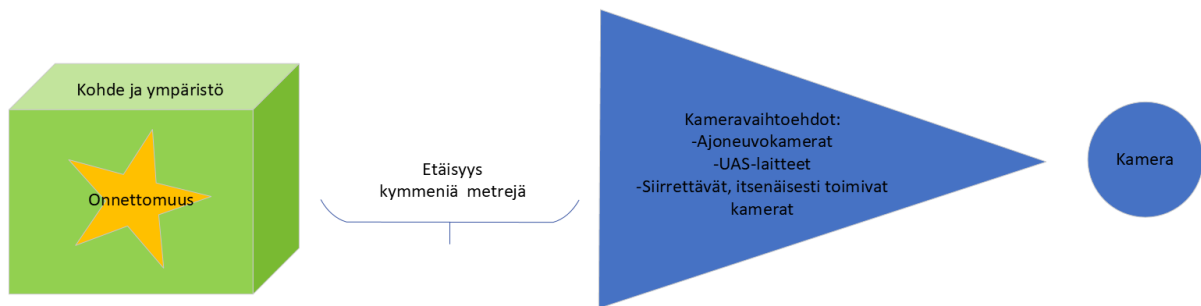 Kohde ja ympäristö
Onnettomuus
Etäisyys
kymmeniä metrejä
Kameravaihtoehdot:
-Ajoneuvokamerat
-UAS-laitteet
-Siirrettävät, itsenäisesti toimivat
kamerat
Kamera